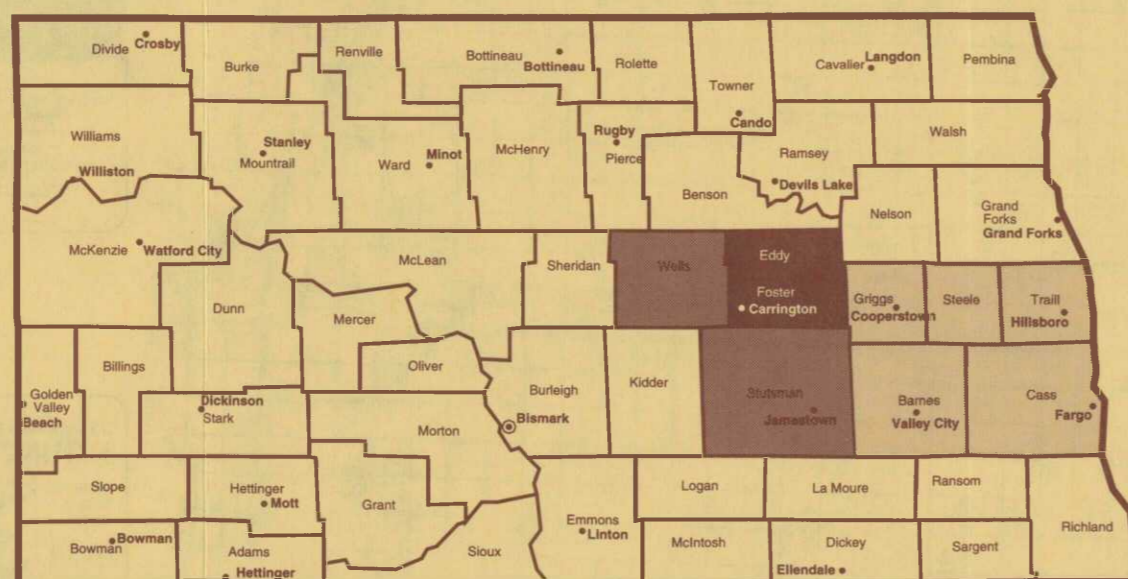 Divide
Crosby
Burke
Renville
Bottineau
Bottineau
Rolette
Towner
Cando
Cavalier
Langdon
Pembina
Williams
Williston
Stanley
Mountrail
Ward
Minot
McHenry
Rugby
Pierce
Benson
Ramsey
Devils Lake
Walsh
Nelson
Grand
Forks
Grand Forks
McKenzie
Watford City
Dunn
McLean
Mercer
Oliver
Sheridan
Wells
Eddy
Foster
Carrington
Griggs
Cooperstown
Steele
Traill
Hillsboro
Golden
Valley
Beach
Billings
Dickinson
Stark
Morton
Burleigh
Bismark
Kidder
Stutsman
Jamestown
Barnes
Valley City
Cass
Fargo
Slope
Hettinger
Mott
Grant
Bowman
Bowman
Adams
Hettinger
Sioux
Emmons
Linton
Logan
McIntosh
La Moure
Dickey
Ellendale
Ransom
Sargent
Richland